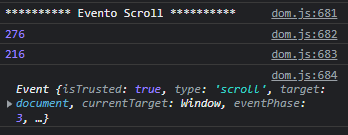 ********** Evento Scroll ********** dom.js:681
276 dom.js:682
216 dom.js:683
dom.js:684
Event {isTrusted: true, type: 'scroll', target:
document, currentTarget: Window, eventPhase:
3, …}